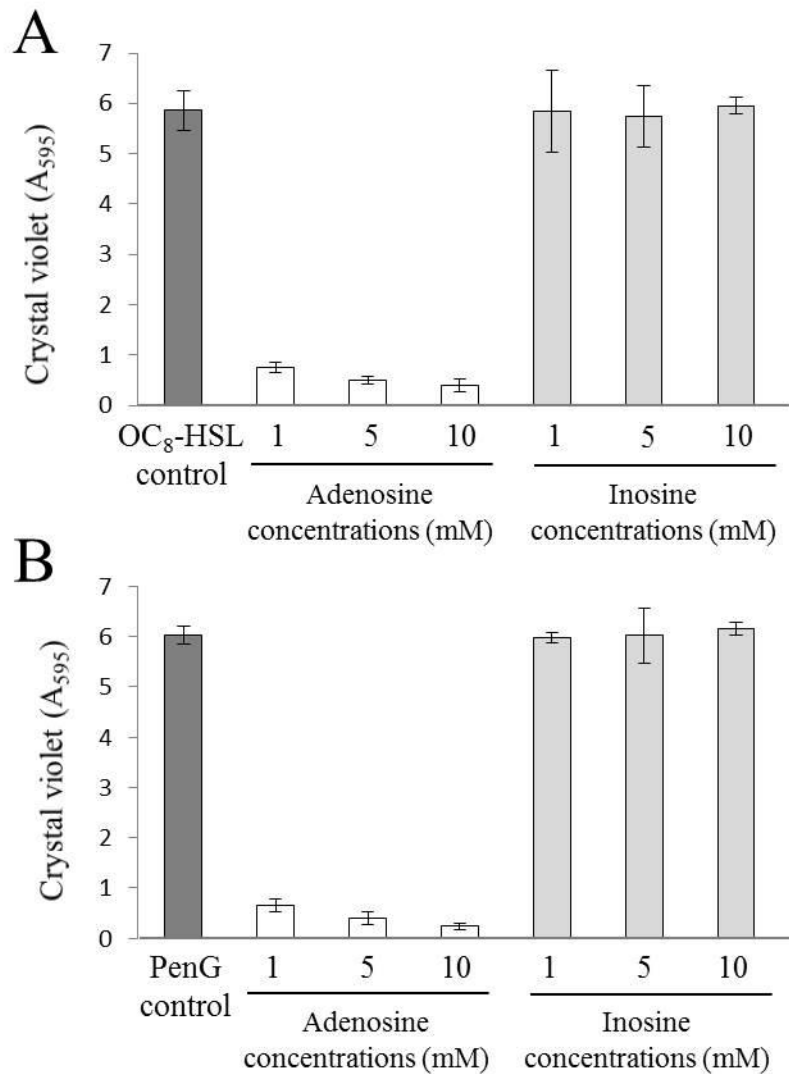 A
7
6
5
4
3
2
1
0
Crystal violet (A₅₉₅)
OC₈-HSL
control
1 5 10
Adenosine
concentrations (mM)
1 5 10
Inosine
concentrations (mM)
B
7
6
5
4
3
2
1
0
Crystal violet (A₅₉₅)
PenG
control
1 5 10
Adenosine
concentrations (mM)
1 5 10
Inosine
concentrations (mM)